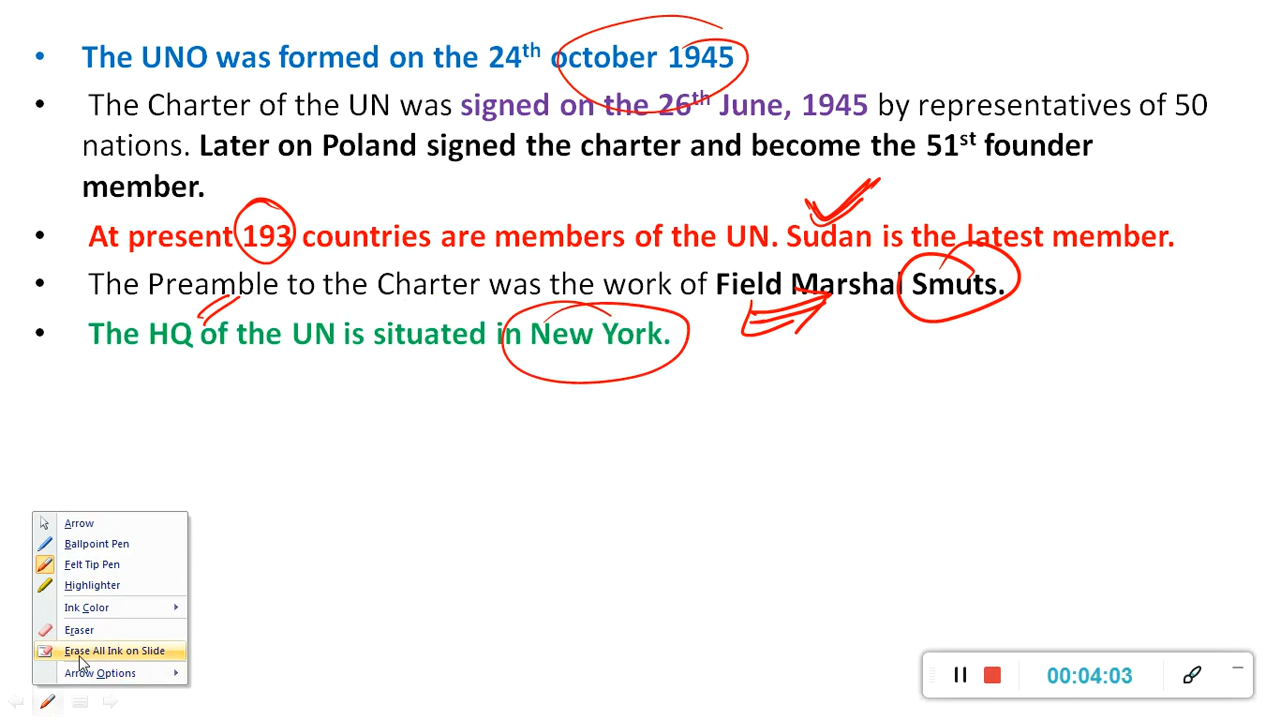 • The UNO was formed on the 24th october 1945
• The Charter of the UN was signed on the 26th June, 1945 by representatives of 50
nations. Later on Poland signed the charter and become the 51st founder
member.
• At present 193 countries are members of the UN. Sudan is the latest member.
• The Preamble to the Charter was the work of Field Marshal Smuts.
• The HQ of the UN is situated in New York.
Arrow
Ballpoint Pen
Felt Tip Pen
Highlighter
Ink Color
Eraser
Erase All Ink on Slide
Arrow Options
00:04:03